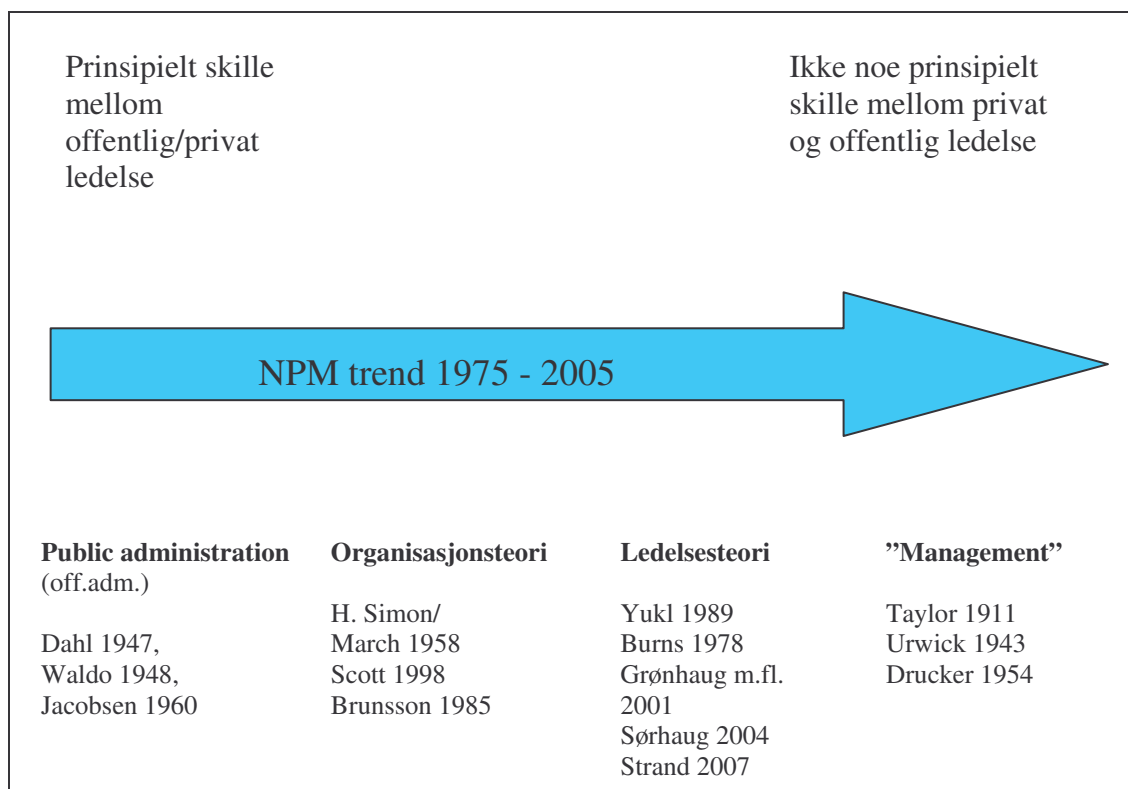 Prinsipielt skille
mellom
offentlig/privat
ledelse
Ikke noe prinsipielt
skille mellom privat
og offentlig ledelse
NPM trend 1975 - 2005
Public administration
(off.adm.)
Dahl 1947,
Waldo 1948,
Jacobsen 1960
Organisasjonsteori
H. Simon/
March 1958
Scott 1998
Brunsson 1985
Ledelsesteori
Yukl 1989
Burns 1978
Grønhaug m.fl.
2001
Sørhaug 2004
Strand 2007
”Management”
Taylor 1911
Urwick 1943
Drucker 1954